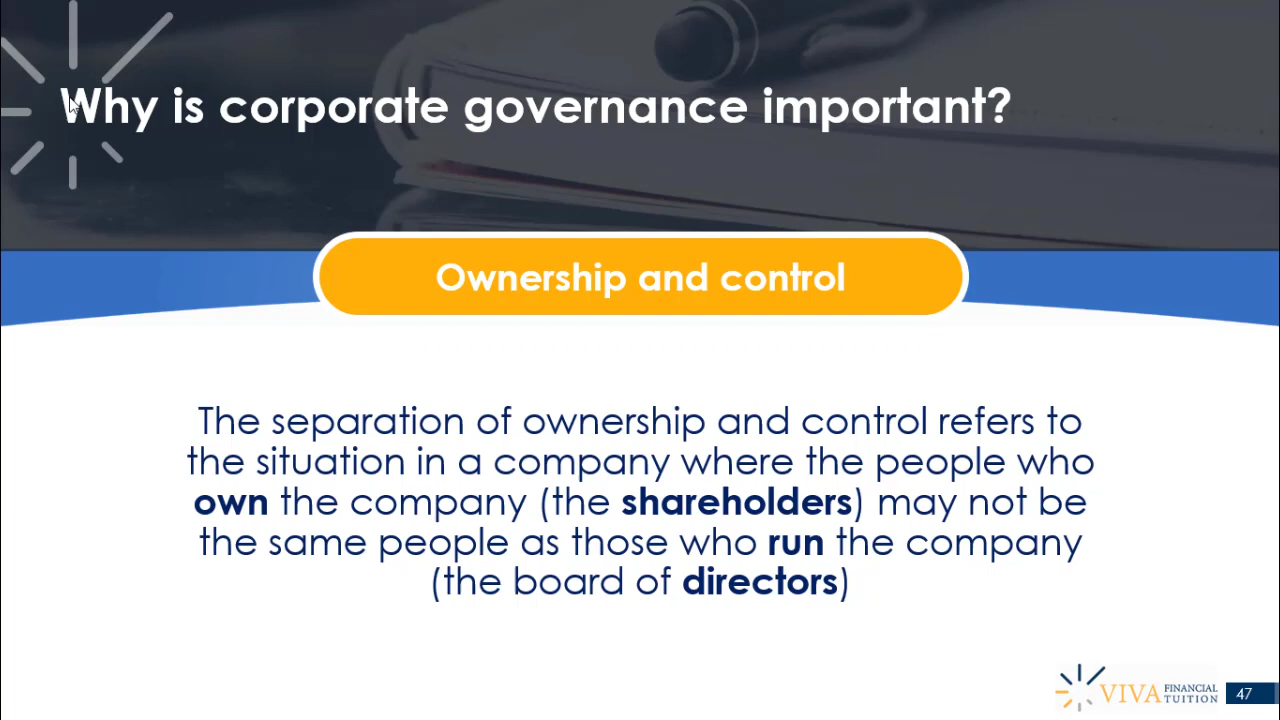 Why is corporate governance important?
Ownership and control
The separation of ownership and control refers to
the situation in a company where the people who
own the company (the shareholders) may not be
the same people as those who run the company
(the board of directors)
VIVA FINANCIAL TUITION
47